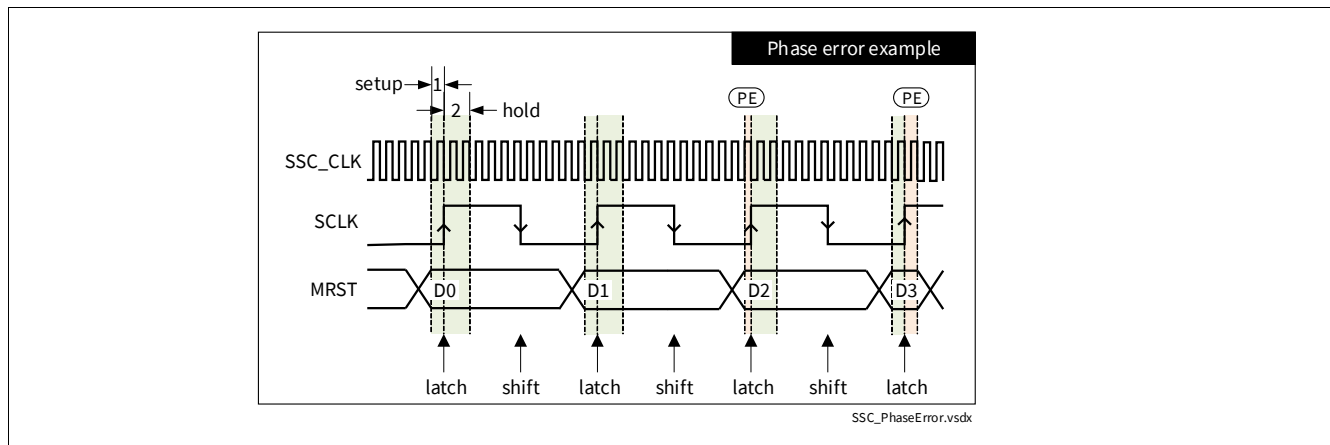 Phase error example
setup 1
2 hold
PE PE
SSC_CLK
SCLK
MRST D0 D1 D2 D3
latch shift latch shift latch shift latch
SSC_PhaseError.vsdx